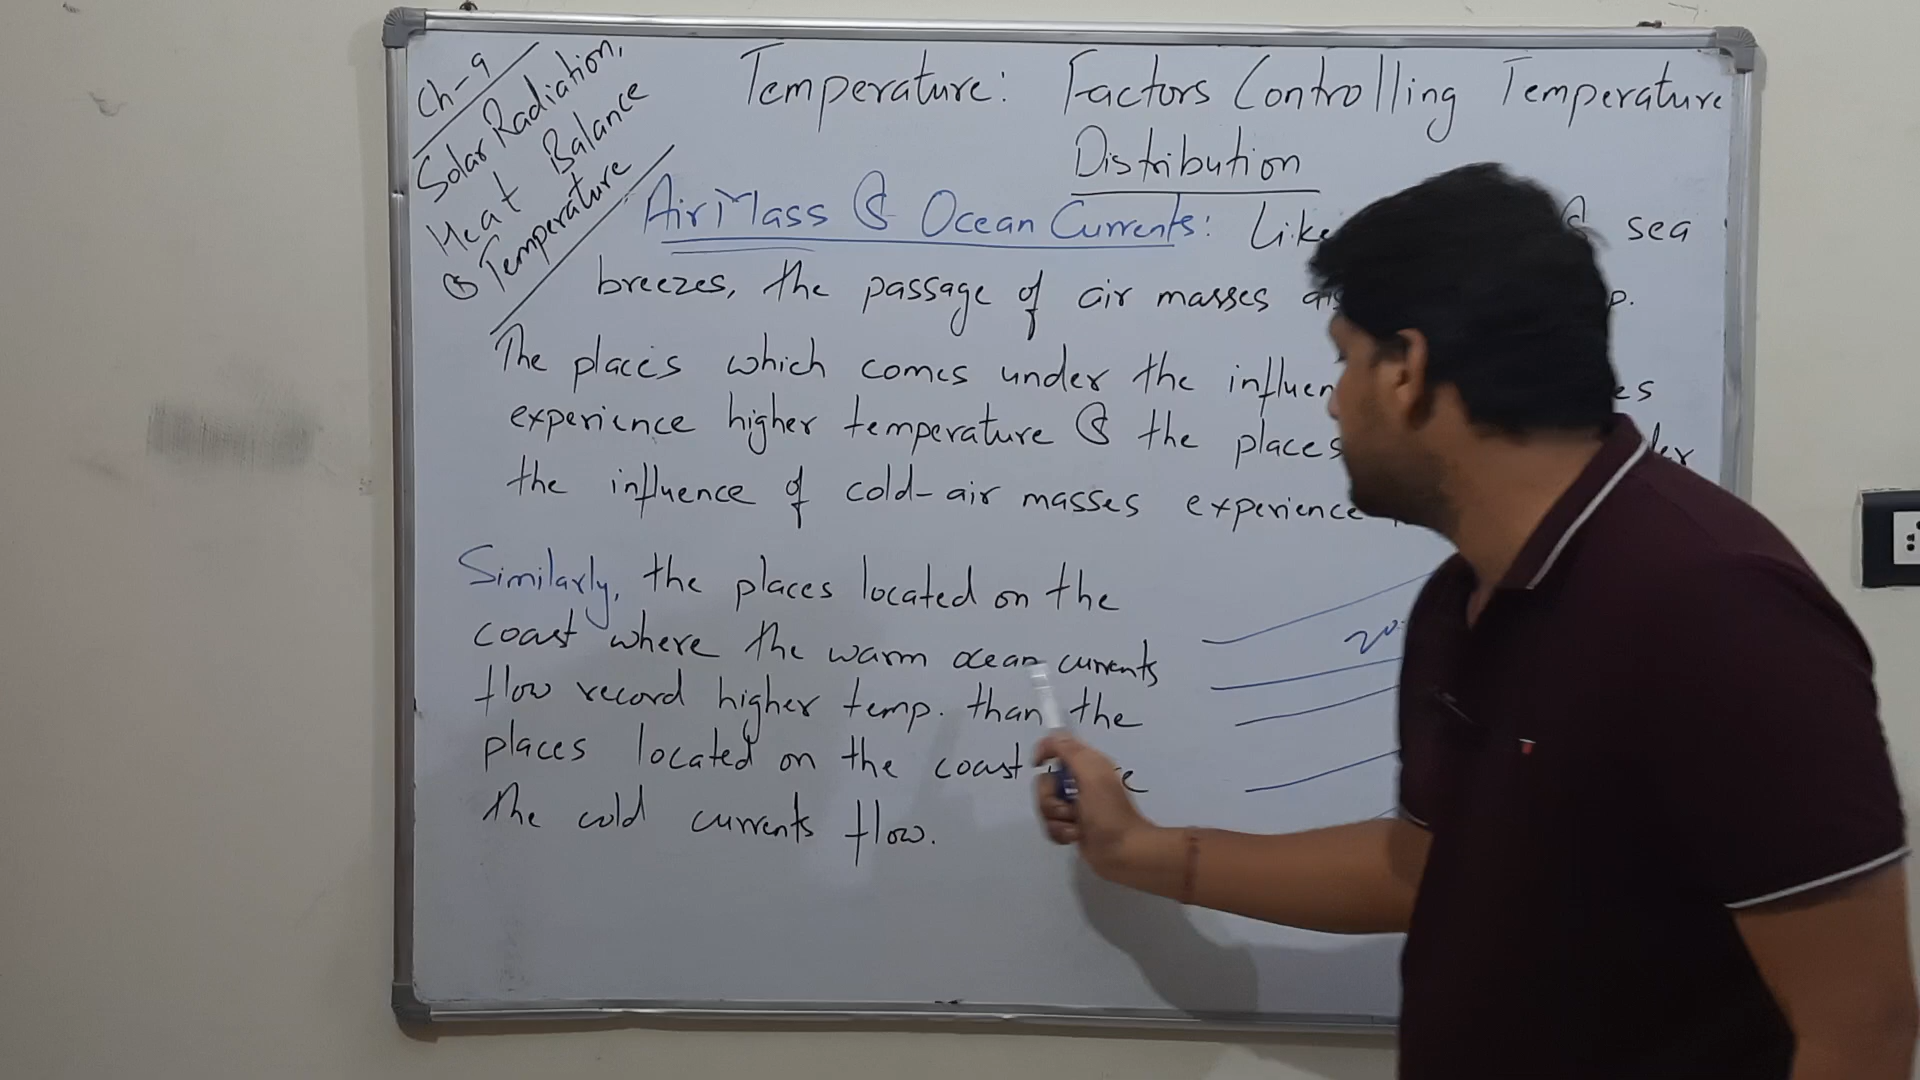 Ch-9
Solar Radiation,
Heat Balance
& Temperature
Temperature: Factors Controlling Temperature
Distribution
Air Mass & Ocean Currents: Like & sea
breezes, the passage of air masses
The places which comes under the
experience higher temperature & the places
the influence of cold-air masses experience
Similarly, the places located on the
coast where the warm ocean currents
flow record higher temp. than the
places located on the coast
the cold currents flow.